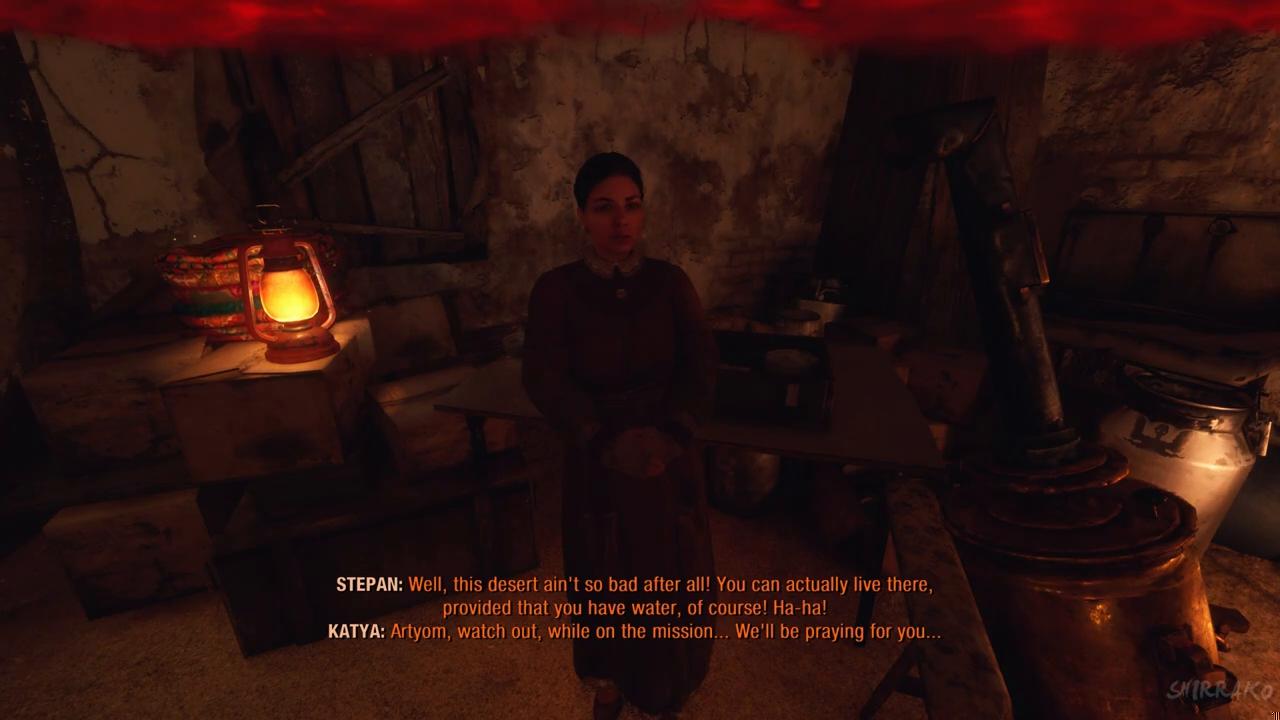 STEPAN: Well, this desert ain't so bad after all! You can actually live there,
provided that you have water, of course! Ha-ha!
KATYA: Artyom, watch out, while on the mission... We'll be praying for you...
SHIRRAKO